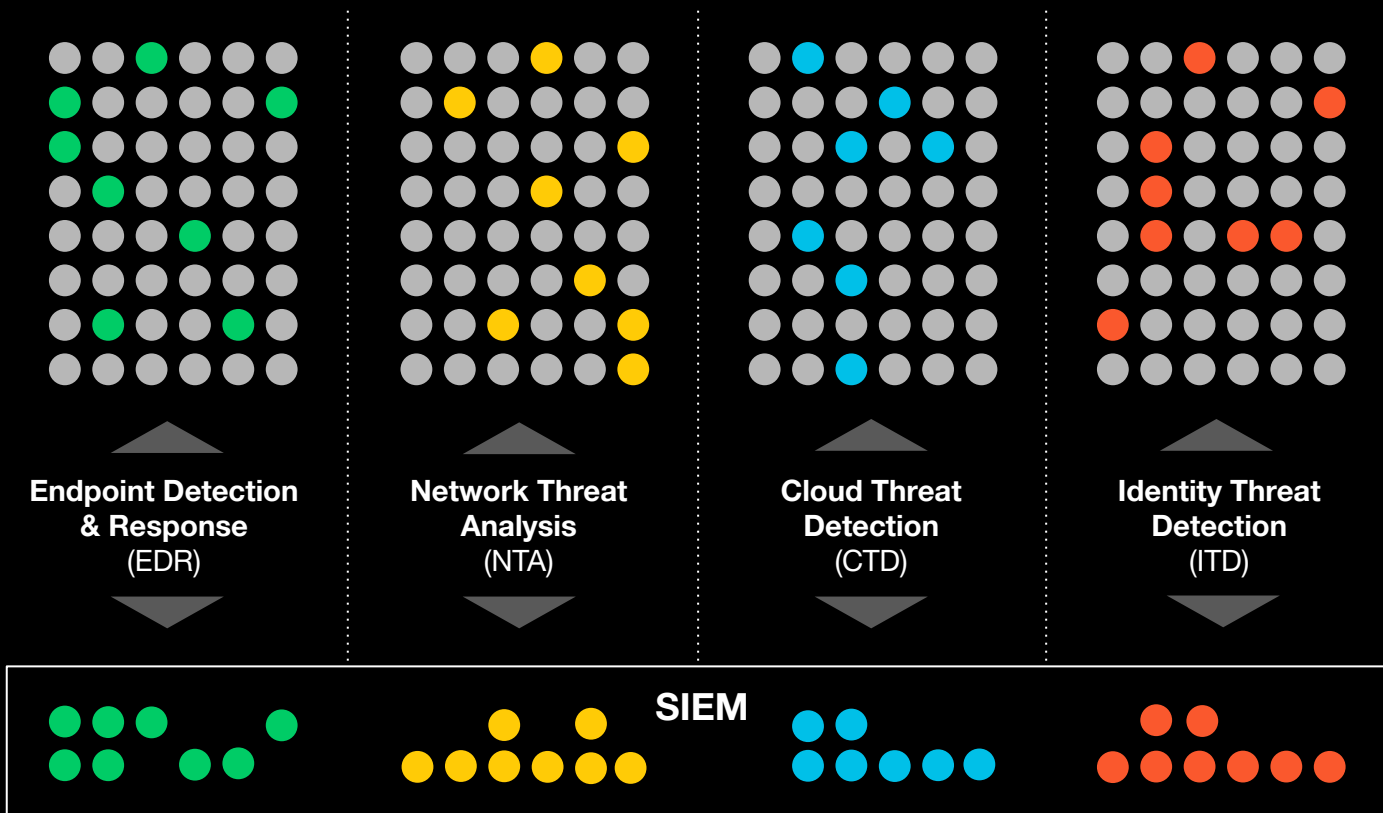 Endpoint Detection
& Response
(EDR)
Network Threat
Analysis
(NTA)
Cloud Threat
Detection
(CTD)
Identity Threat
Detection
(ITD)
SIEM